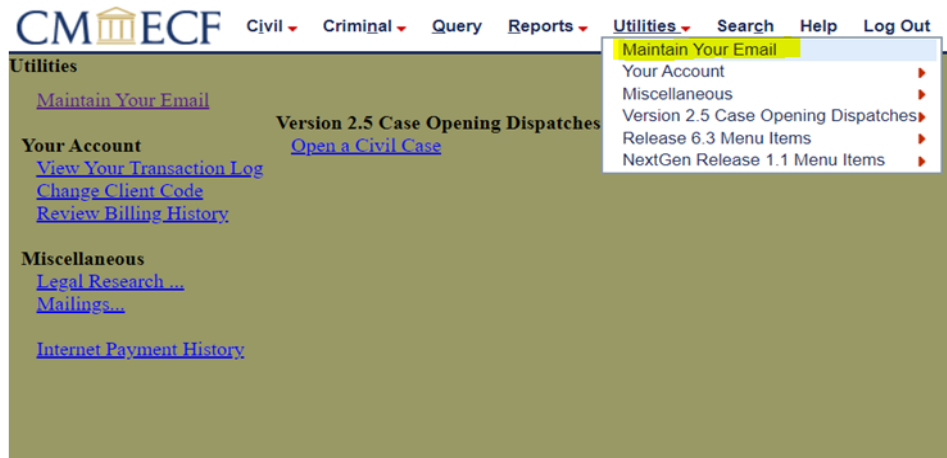 CM ECF Civil Criminal Query Reports Utilities Search Help Log Out
Maintain Your Email
Your Account
Miscellaneous
Version 2.5 Case Opening Dispatches
Release 6.3 Menu Items
NextGen Release 1.1 Menu Items
Utilities
Maintain Your Email
Your Account
View Your Transaction Log
Change Client Code
Review Billing History
Miscellaneous
Legal Research ...
Mailings...
Internet Payment History
Version 2.5 Case Opening Dispatches
Open a Civil Case